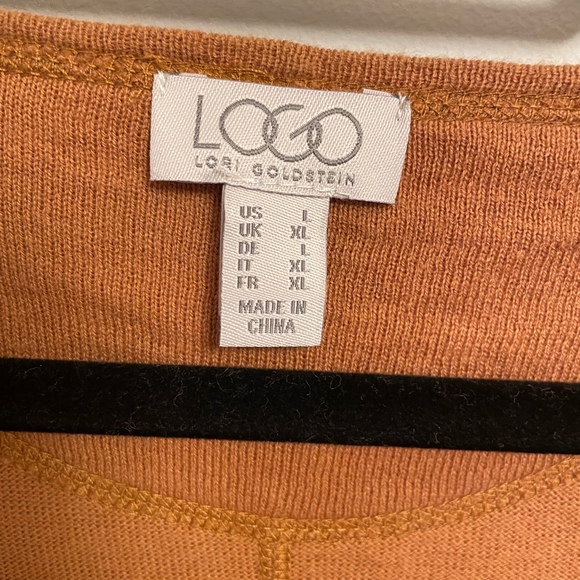 LOGO
LORI GOLDSTEIN
US L
UK XL
DE L
IT XL
FR XL
MADE IN
CHINA